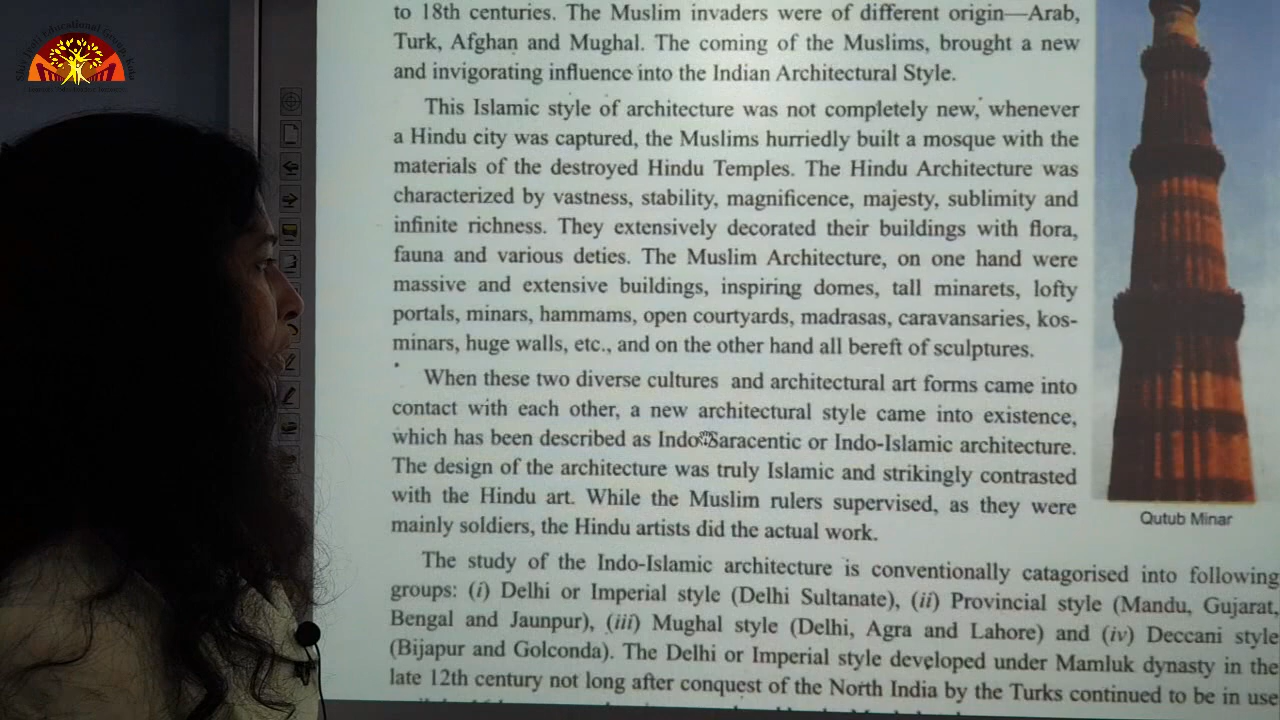 to 18th centuries. The Muslim invaders were of different origin—Arab,
Turk, Afghan and Mughal. The coming of the Muslims, brought a new
and invigorating influence into the Indian Architectural Style.
This Islamic style of architecture was not completely new, whenever
a Hindu city was captured, the Muslims hurriedly built a mosque with the
materials of the destroyed Hindu Temples. The Hindu Architecture was
characterized by vastness, stability, magnificence, majesty, sublimity and
infinite richness. They extensively decorated their buildings with flora,
fauna and various deties. The Muslim Architecture, on one hand were
massive and extensive buildings, inspiring domes, tall minarets, lofty
portals, minars, hammams, open courtyards, madrasas, caravansaries, kos-
minars, huge walls, etc., and on the other hand all bereft of sculptures.
When these two diverse cultures and architectural art forms came into
contact with each other, a new architectural style came into existence,
which has been described as Indo-Saracentic or Indo-Islamic architecture.
The design of the architecture was truly Islamic and strikingly contrasted
with the Hindu art. While the Muslim rulers supervised, as they were
mainly soldiers, the Hindu artists did the actual work.
Qutub Minar
The study of the Indo-Islamic architecture is conventionally catagorised into following
groups: (i) Delhi or Imperial style (Delhi Sultanate), (ii) Provincial style (Mandu, Gujarat,
Bengal and Jaunpur), (iii) Mughal style (Delhi, Agra and Lahore) and (iv) Deccani style
(Bijapur and Golconda). The Delhi or Imperial style developed under Mamluk dynasty in the
late 12th century not long after conquest of the North India by the Turks continued to be in use